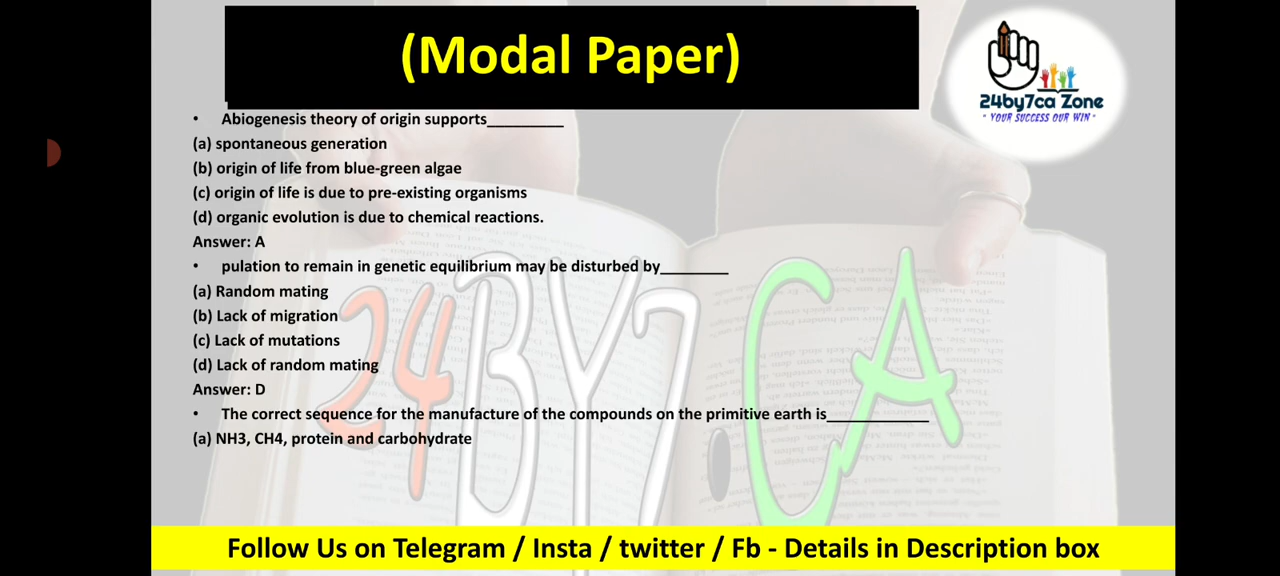 (Modal Paper)
24by7ca Zone
" YOUR SUCCESS OUR WIN "
• Abiogenesis theory of origin supports_________
(a) spontaneous generation
(b) origin of life from blue-green algae
(c) origin of life is due to pre-existing organisms
(d) organic evolution is due to chemical reactions.
Answer: A
• pulation to remain in genetic equilibrium may be disturbed by________
(a) Random mating
(b) Lack of migration
(c) Lack of mutations
(d) Lack of random mating
Answer: D
• The correct sequence for the manufacture of the compounds on the primitive earth is____________
(a) NH3, CH4, protein and carbohydrate
24BY7.CA
Follow Us on Telegram / Insta / twitter / Fb - Details in Description box